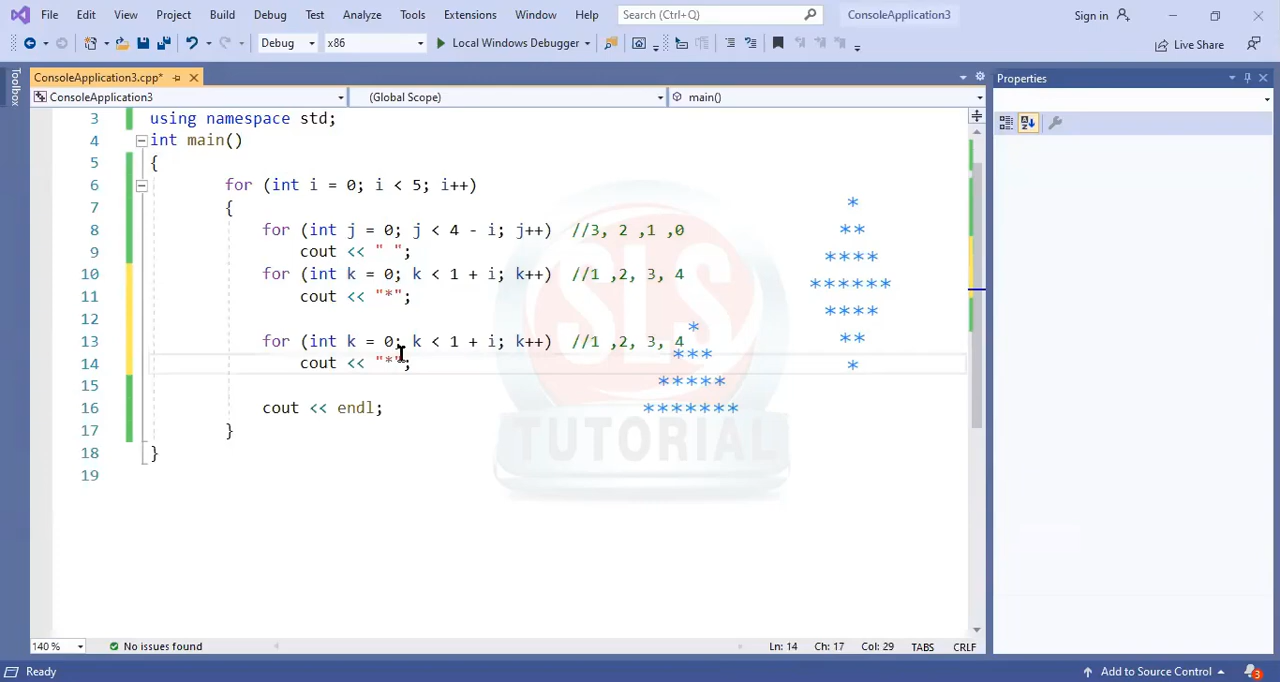 File Edit View Project Build Debug Test Analyze Tools Extensions Window Help Search (Ctrl+Q) ConsoleApplication3 Sign in
Debug x86 Local Windows Debugger Live Share
Toolbox
ConsoleApplication3.cpp*
Properties
ConsoleApplication3 (Global Scope) main()
3 using namespace std;
4 int main()
5 {
6 for (int i = 0; i < 5; i++)
7 {
8 for (int j = 0; j < 4 - i; j++) //3, 2 ,1 ,0
9 cout << " ";
10 for (int k = 0; k < 1 + i; k++) //1 ,2, 3, 4
11 cout << "*";
12
13 for (int k = 0; k < 1 + i; k++) //1 ,2, 3, 4
14 cout << "*";
15
16 cout << endl;
17 }
18 }
19
*
**
****
******
****
**
*
*
***
*****
*******
SLS
TUTORIAL
140 % No issues found Ln: 14 Ch: 17 Col: 29 TABS CRLF
Ready Add to Source Control 3